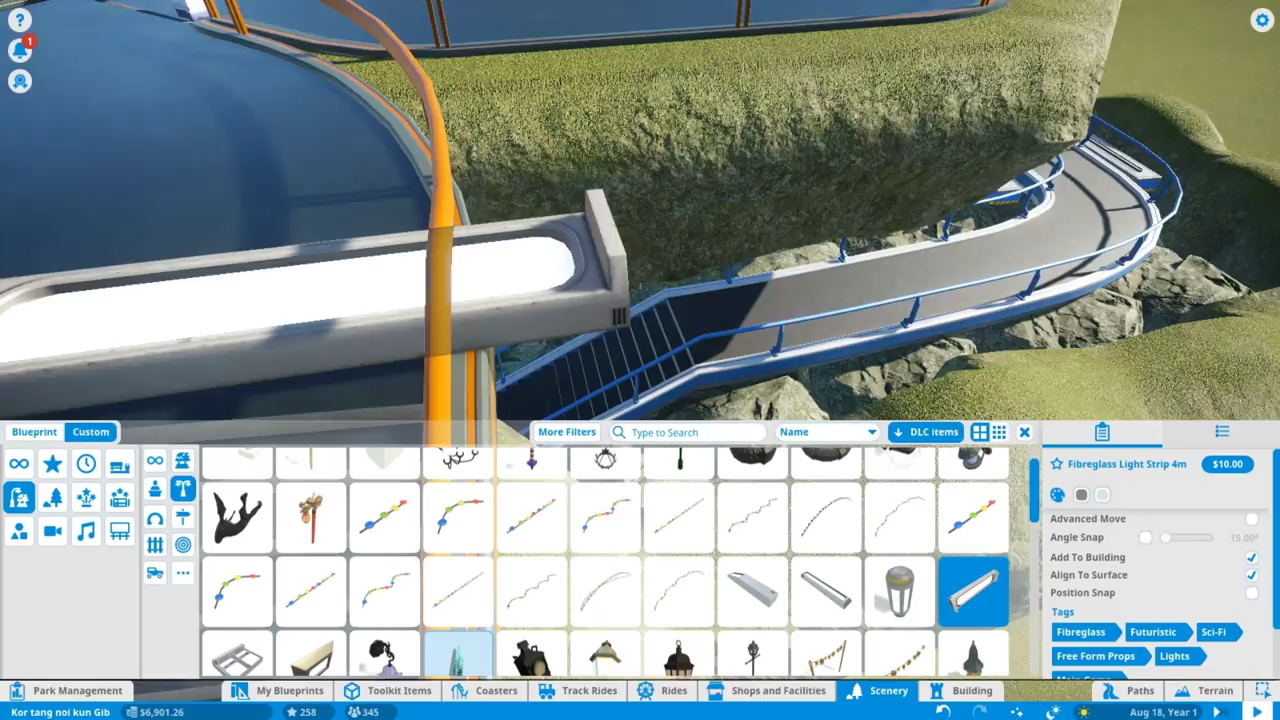 ?
1
Blueprint
Custom
More Filters
Type to Search
Name
DLC items
Fibreglass Light Strip 4m
$10.00
Advanced Move
Angle Snap
15.00°
Add To Building
Align To Surface
Position Snap
Tags
Fibreglass
Futuristic
Sci-Fi
Free Form Props
Lights
Park Management
My Blueprints
Toolkit Items
Coasters
Track Rides
Rides
Shops and Facilities
Scenery
Building
Paths
Terrain
Kor tang noi kun Gib
$6,901.26
258
345
Aug 18, Year 1